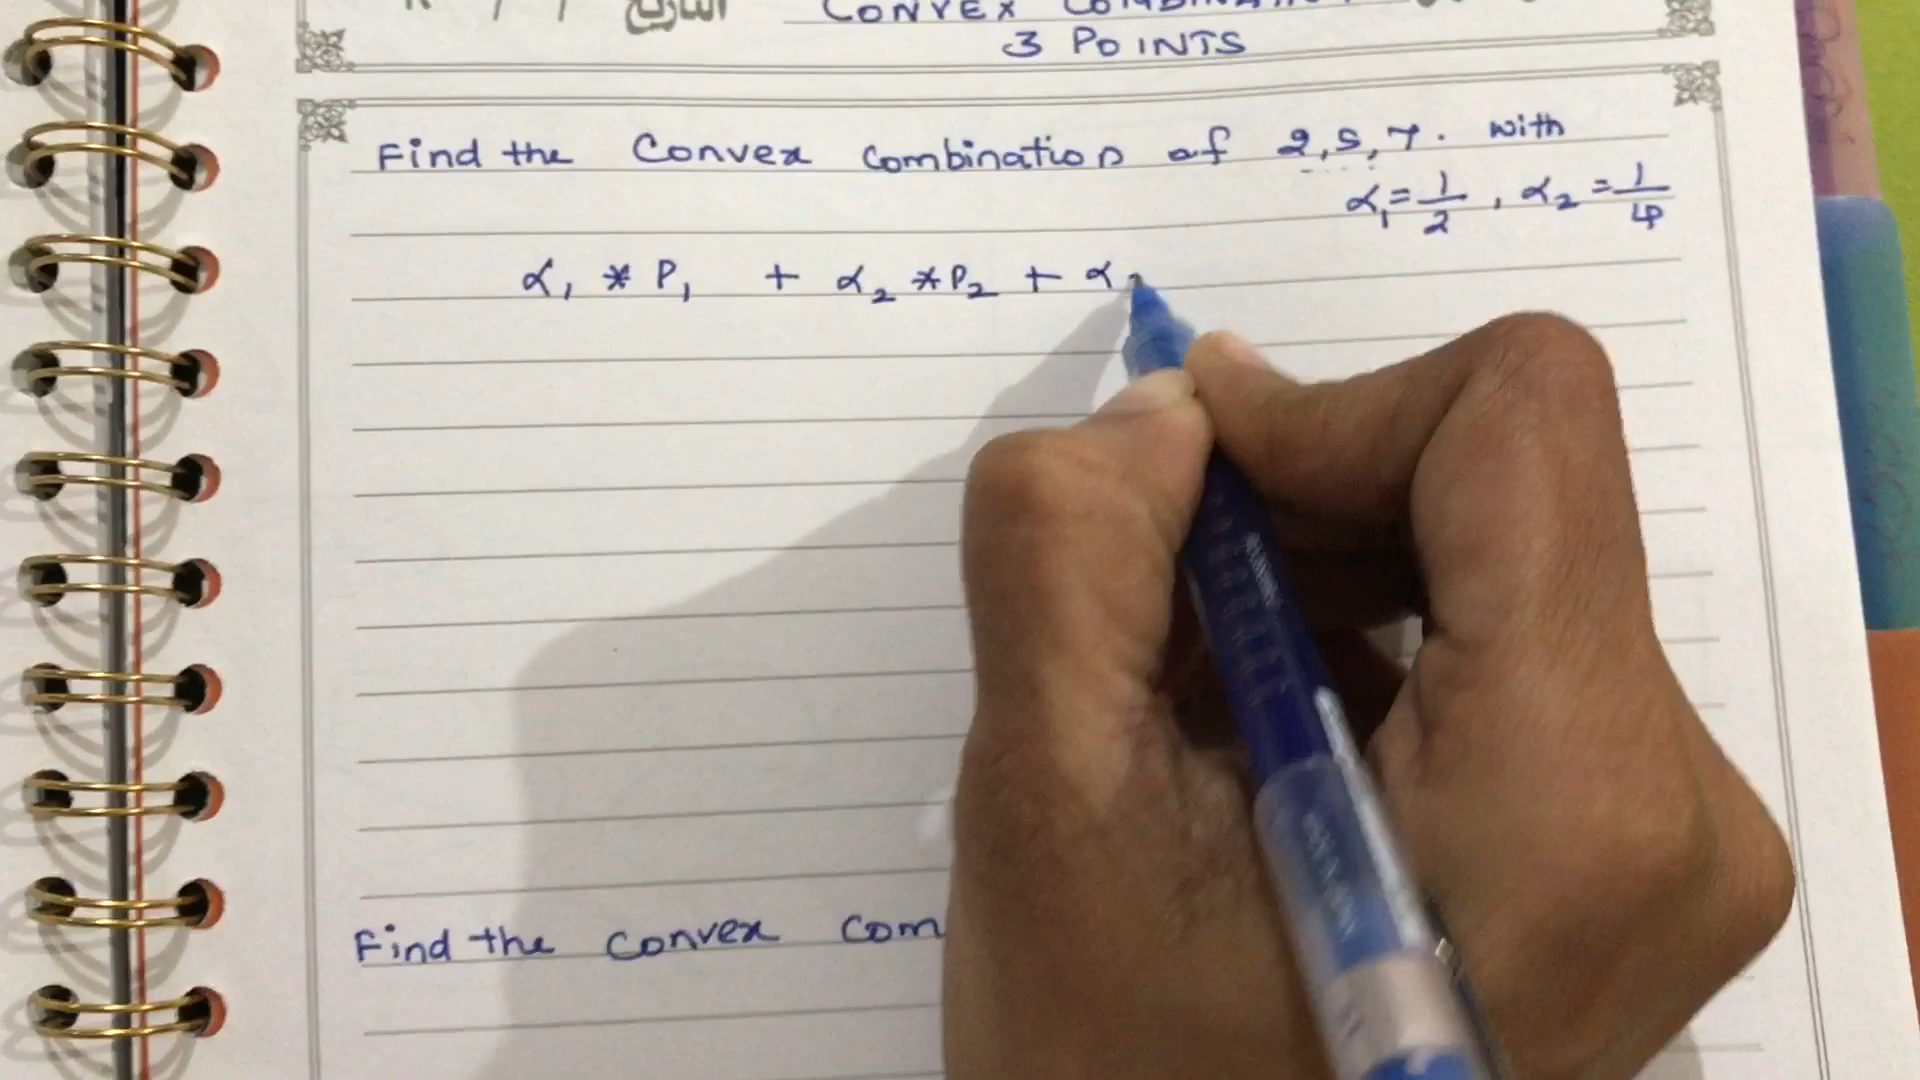 التاريخ / /
CONVEX
3 POINTS
Find the Convex Combination of 2,5,7. with
α₁ = 1/2 , α₂ = 1/4
α₁ * P₁ + α₂ * P₂ + α
Find the convex com